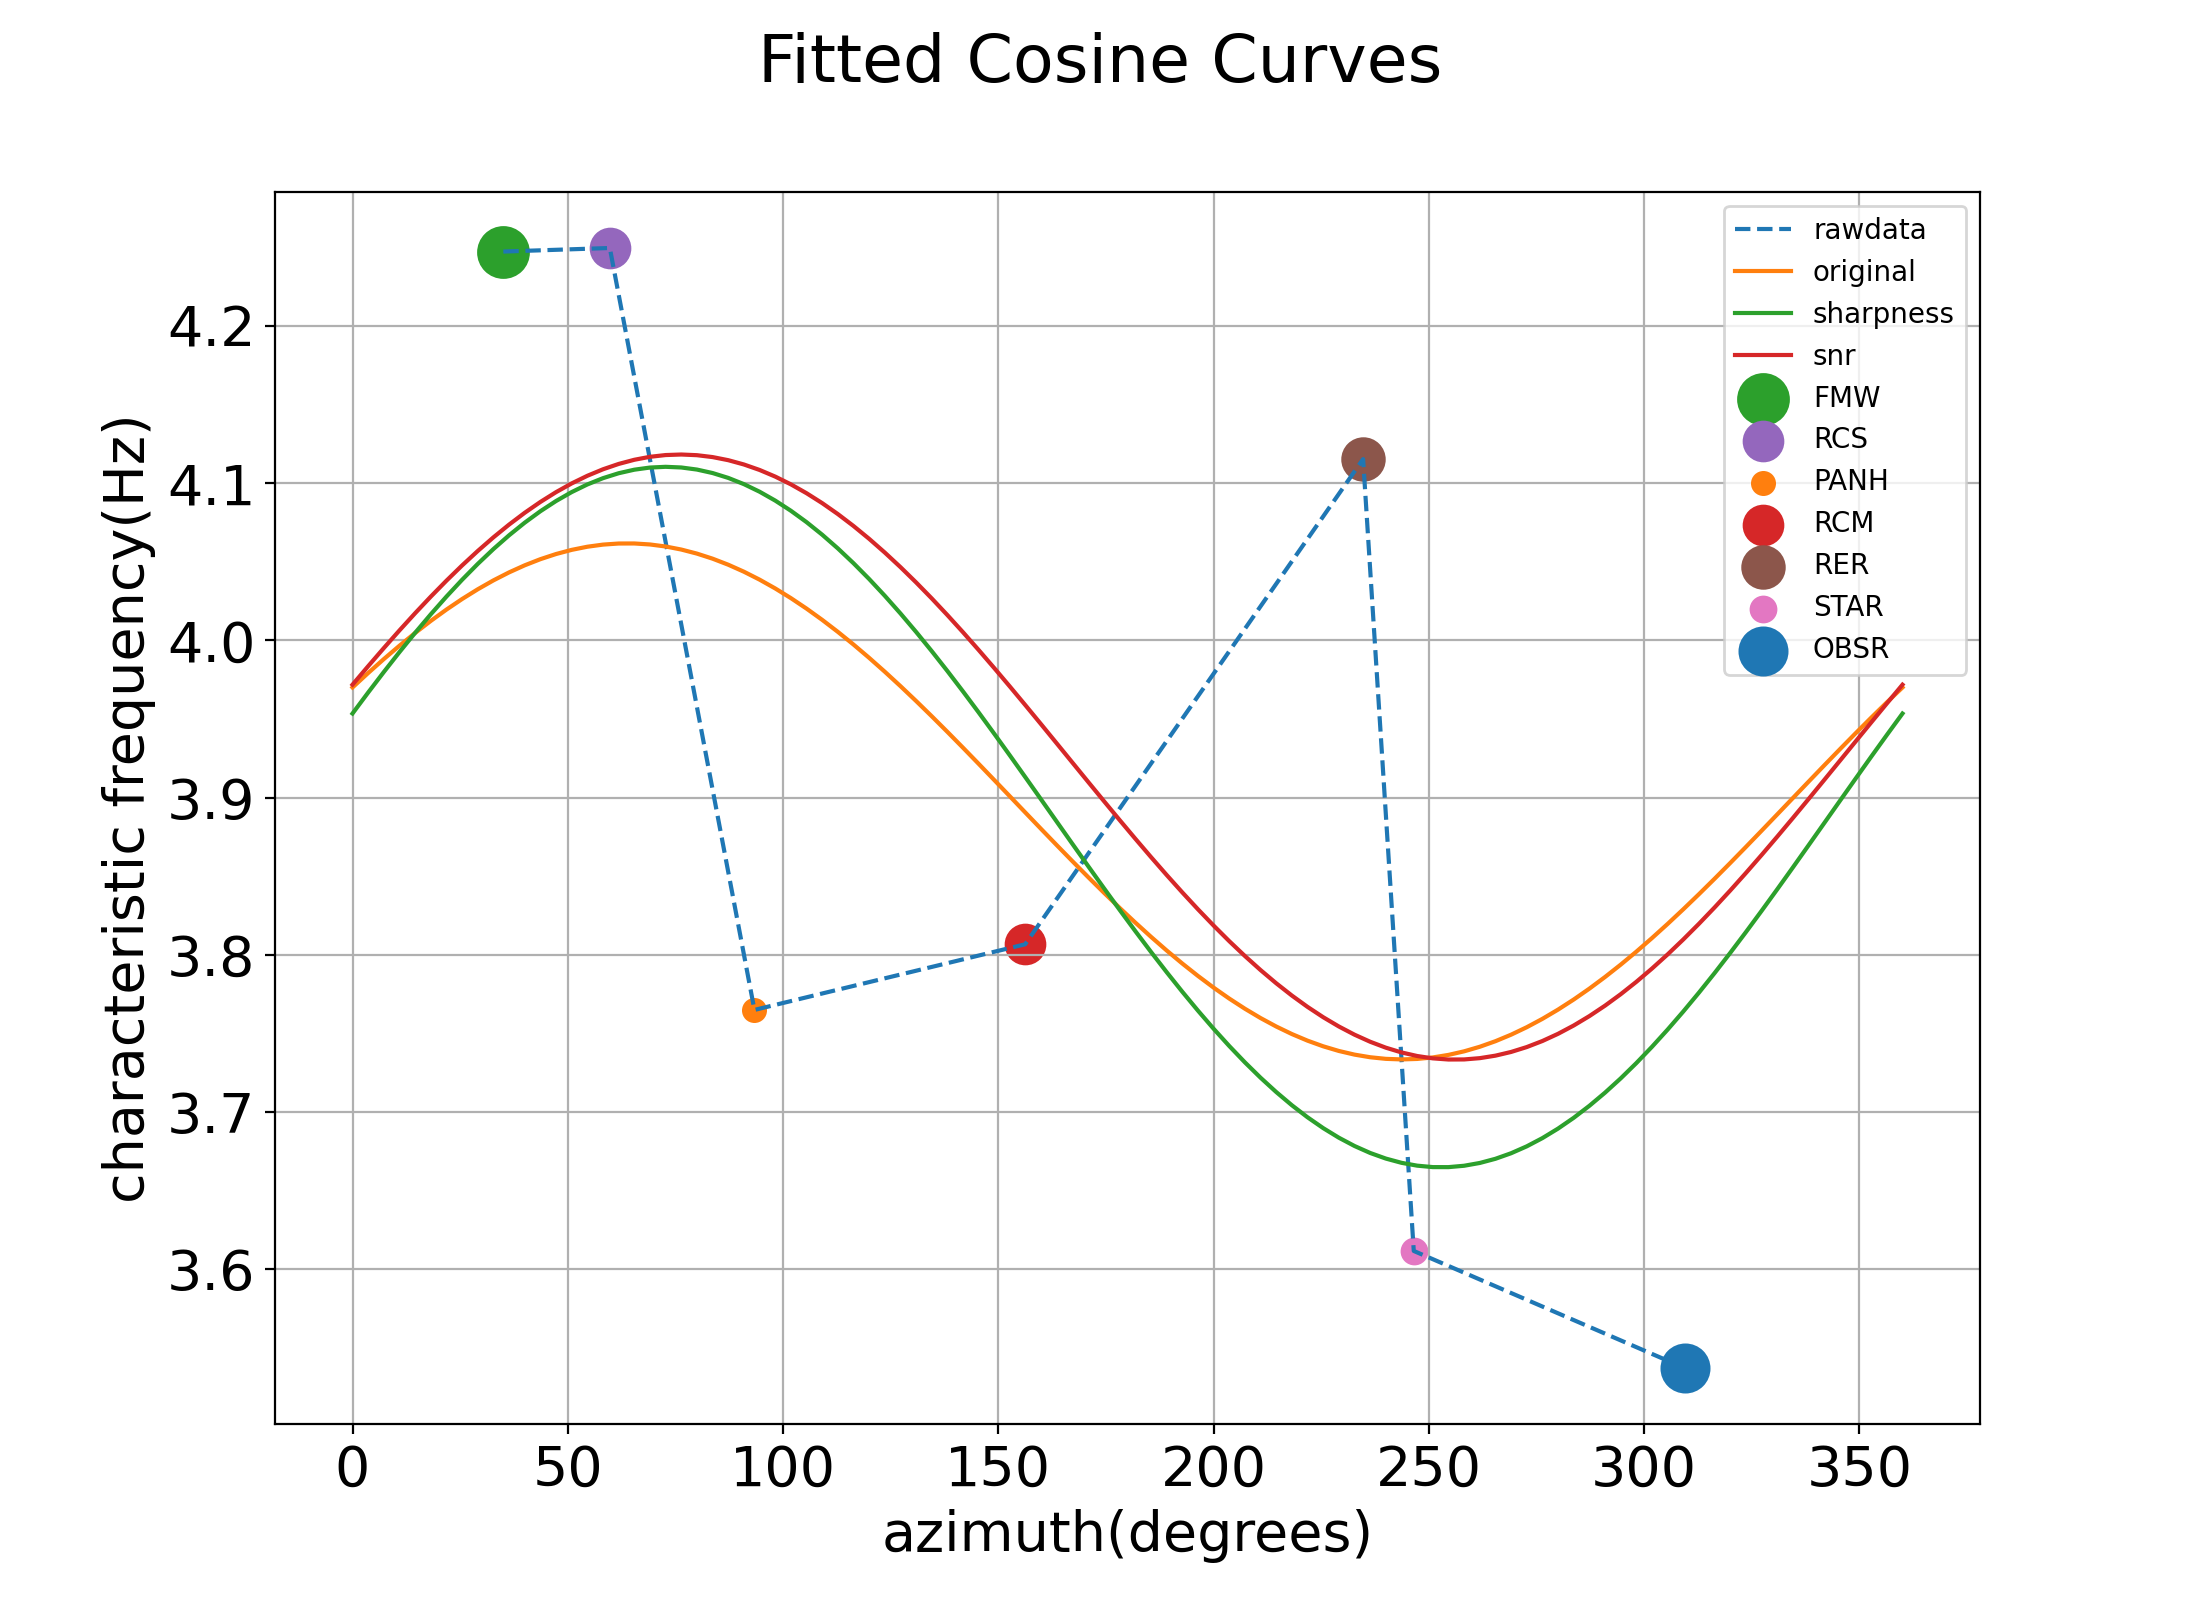 Fitted Cosine Curves
characteristic frequency(Hz)
4.2
4.1
4.0
3.9
3.8
3.7
3.6
rawdata
original
sharpness
snr
FMW
RCS
PANH
RCM
RER
STAR
OBSR
0 50 100 150 200 250 300 350
azimuth(degrees)